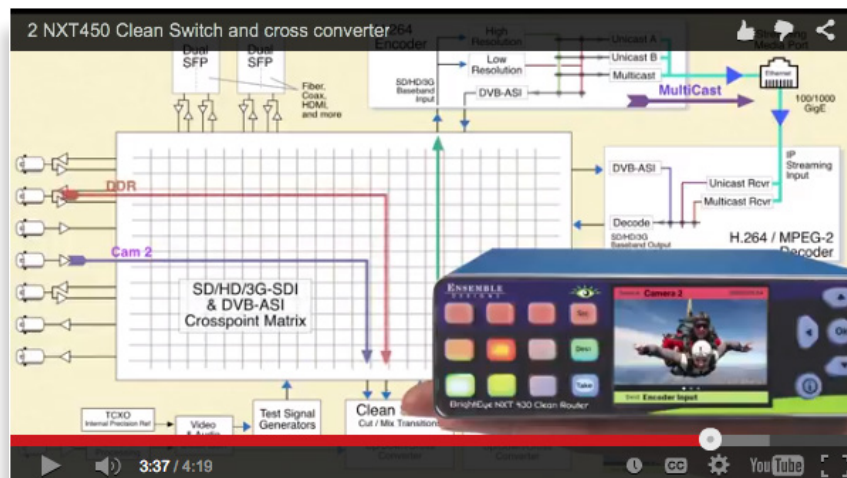 2 NXT450 Clean Switch and cross converter
Dual
SFP
Dual
SFP
Fiber,
Coax,
HDMI,
and more
Encoder
High
Resolution
Low
Resolution
SD/HD/3G
Baseband
Input
DVB-ASI
Unicast A
Unicast B
Multicast
MultiCast
Streaming
Media Port
Ethernet
100/1000
GigE
IP
Streaming
Input
DVB-ASI
Unicast Rcvr
Multicast Rcvr
Decode
SD/HD/3G
Baseband Output
H.264 / MPEG-2
Decoder
DDR
Cam 2
SD/HD/3G-SDI
& DVB-ASI
Crosspoint Matrix
ENSEMBLE
DESIGNS
Camera 2
Src
Dest
Take
Ok
Dest Encoder Input
BrightEye NXT 430 Clean Router
TCXO
Internal Precision Ref
Video
Test Signal
Generators
Clean
Cut / Mix Transitions
3:37 / 4:19
CC
YouTube